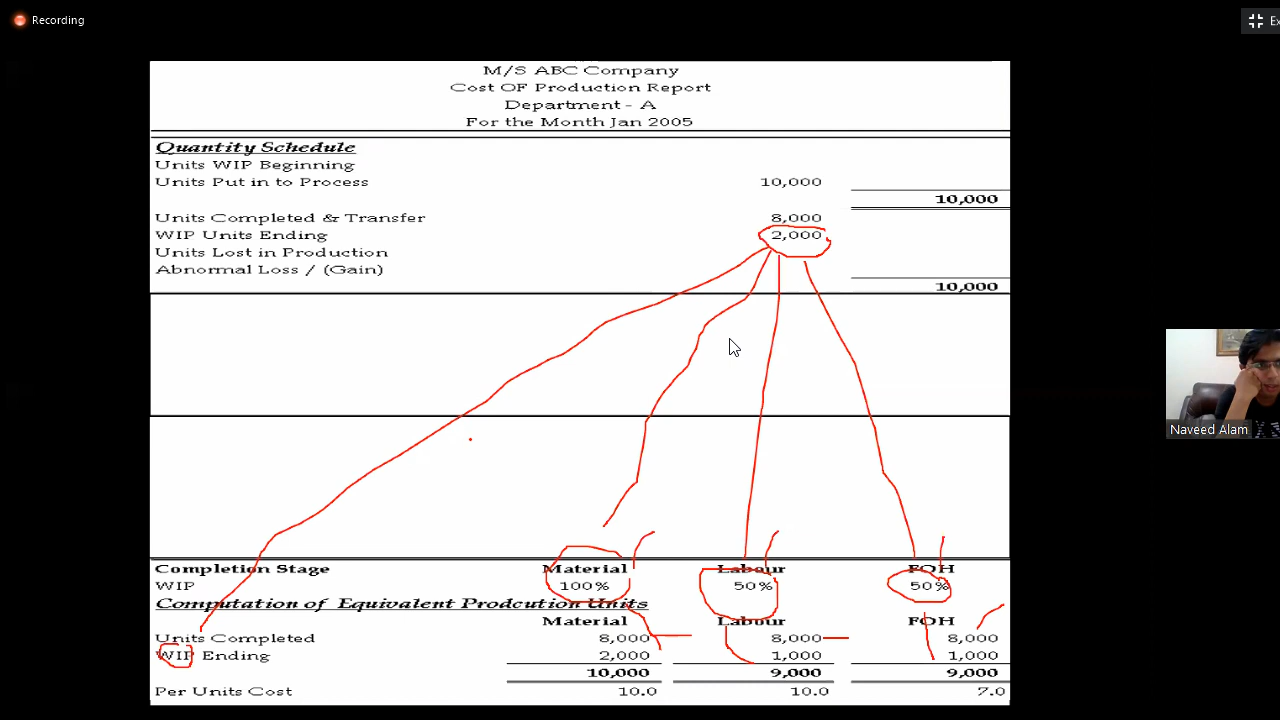 Recording
Ex
M/S ABC Company
Cost OF Production Report
Department - A
For the Month Jan 2005
Quantity Schedule
Units WIP Beginning
Units Put in to Process 10,000
10,000
Units Completed & Transfer 8,000
WIP Units Ending 2,000
Units Lost in Production
Abnormal Loss / (Gain)
10,000
Completion Stage Material Labour FOH
WIP 100% 50% 50%
Computation of Equivalent Prodcution Units
Material Labour FOH
Units Completed 8,000 8,000 8,000
WIP Ending 2,000 1,000 1,000
10,000 9,000 9,000
Per Units Cost 10.0 10.0 7.0
Naveed Alam